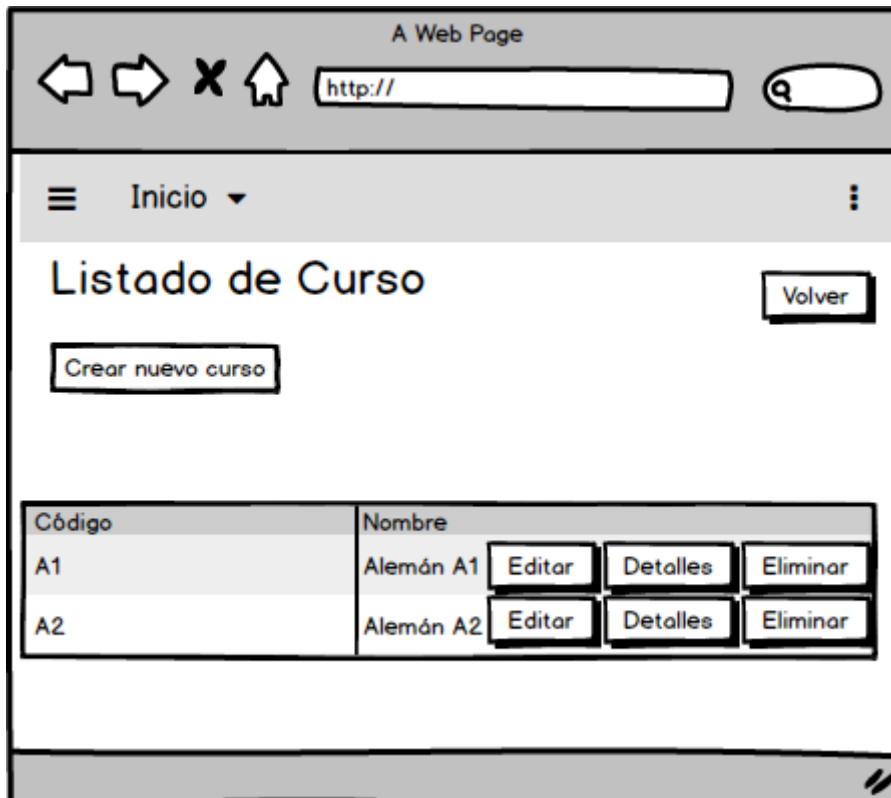 A Web Page
http://
Inicio
Listado de Curso
Volver
Crear nuevo curso
Código Nombre
A1 Alemán A1 Editar Detalles Eliminar
A2 Alemán A2 Editar Detalles Eliminar